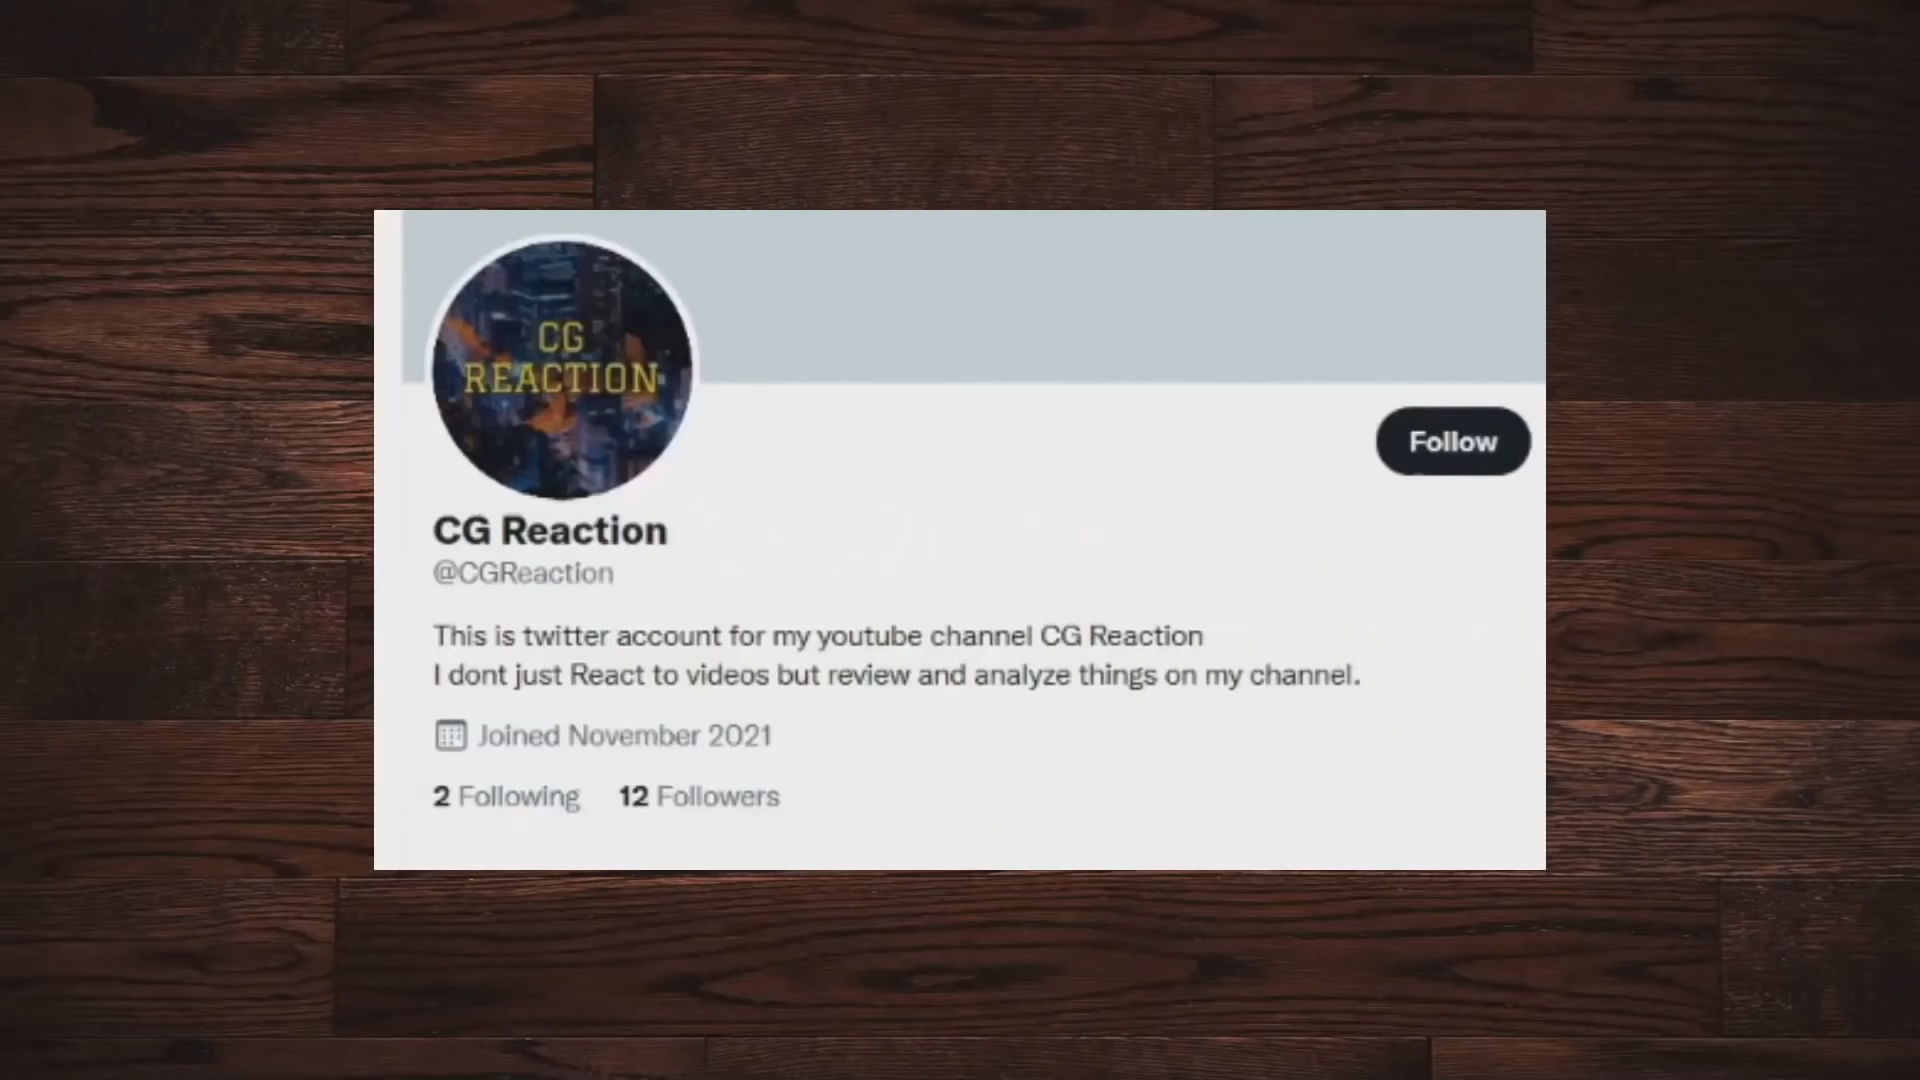 CG
REACTION
Follow
CG Reaction
@CGReaction
This is twitter account for my youtube channel CG Reaction
I dont just React to videos but review and analyze things on my channel.
Joined November 2021
2 Following 12 Followers